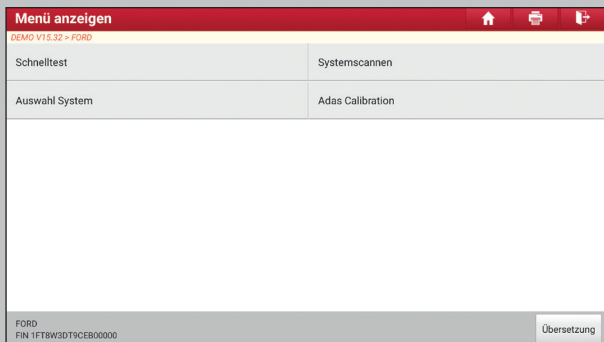 Menü anzeigen
DEMO V15.32 > FORD
Schnelltest
Systemscannen
Auswahl System
Adas Calibration
FORD
FIN 1FT8W3DT9CEB00000
Übersetzung